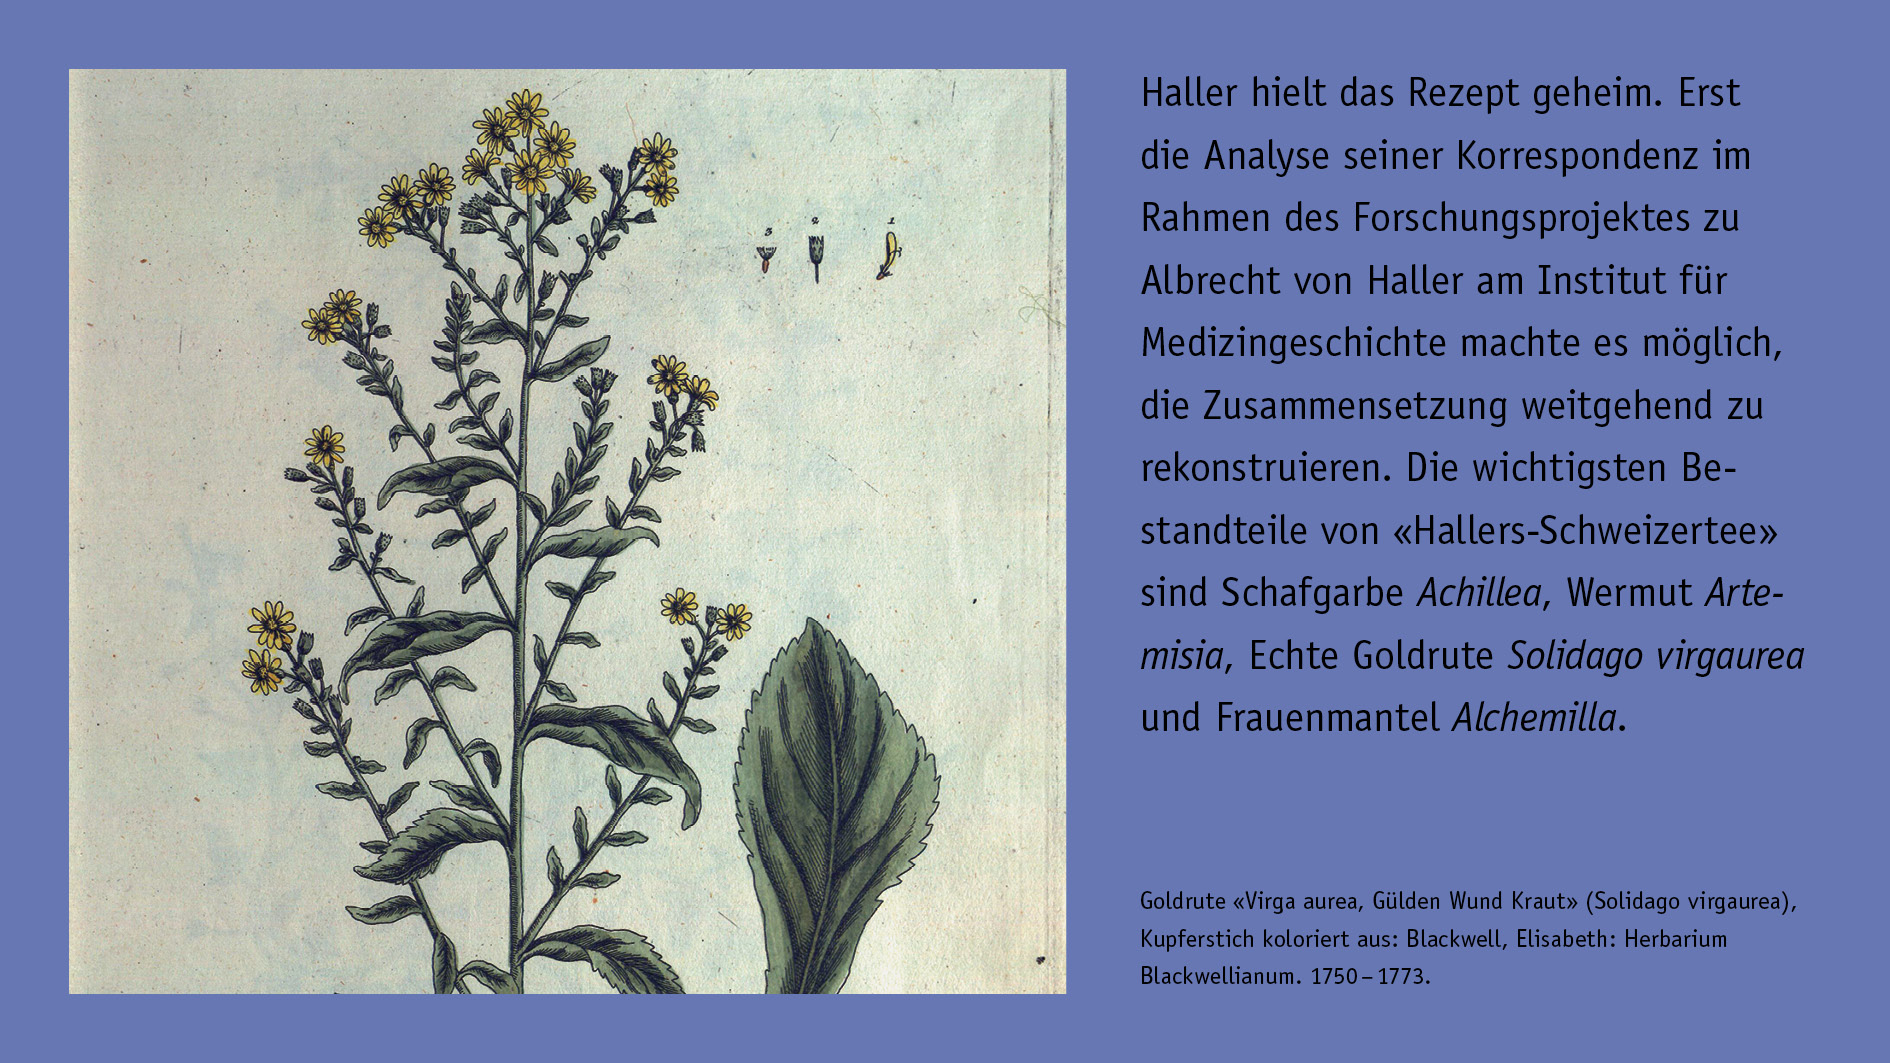 3
2
1
Haller hielt das Rezept geheim. Erst
die Analyse seiner Korrespondenz im
Rahmen des Forschungsprojektes zu
Albrecht von Haller am Institut für
Medizingeschichte machte es möglich,
die Zusammensetzung weitgehend zu
rekonstruieren. Die wichtigsten Be-
standteile von «Hallers-Schweizertee»
sind Schafgarbe Achillea, Wermut Arte-
misia, Echte Goldrute Solidago virgaurea
und Frauenmantel Alchemilla.
Goldrute «Virga aurea, Gülden Wund Kraut» (Solidago virgaurea),
Kupferstich koloriert aus: Blackwell, Elisabeth: Herbarium
Blackwellianum. 1750–1773.